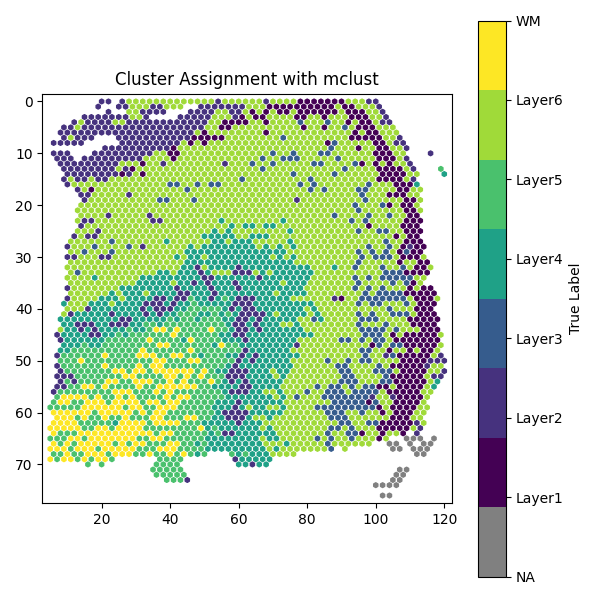 Cluster Assignment with mclust
0
10
20
30
40
50
60
70
20
40
60
80
100
120
WM
Layer6
Layer5
Layer4
Layer3
Layer2
Layer1
NA
True Label